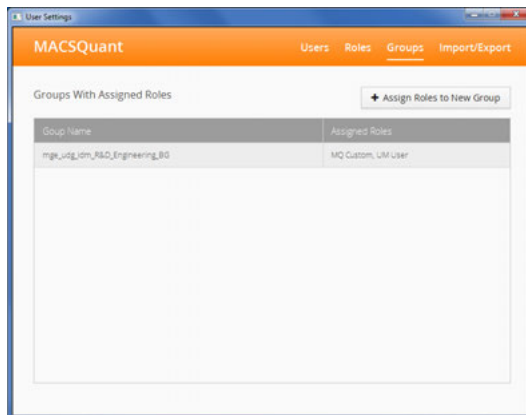 User Settings
MACSQuant Users Roles Groups Import/Export
Groups With Assigned Roles + Assign Roles to New Group
Goup Name Assigned Roles
mge_udg_idm_R&D_Engineering_BG MQ Custom, UM User